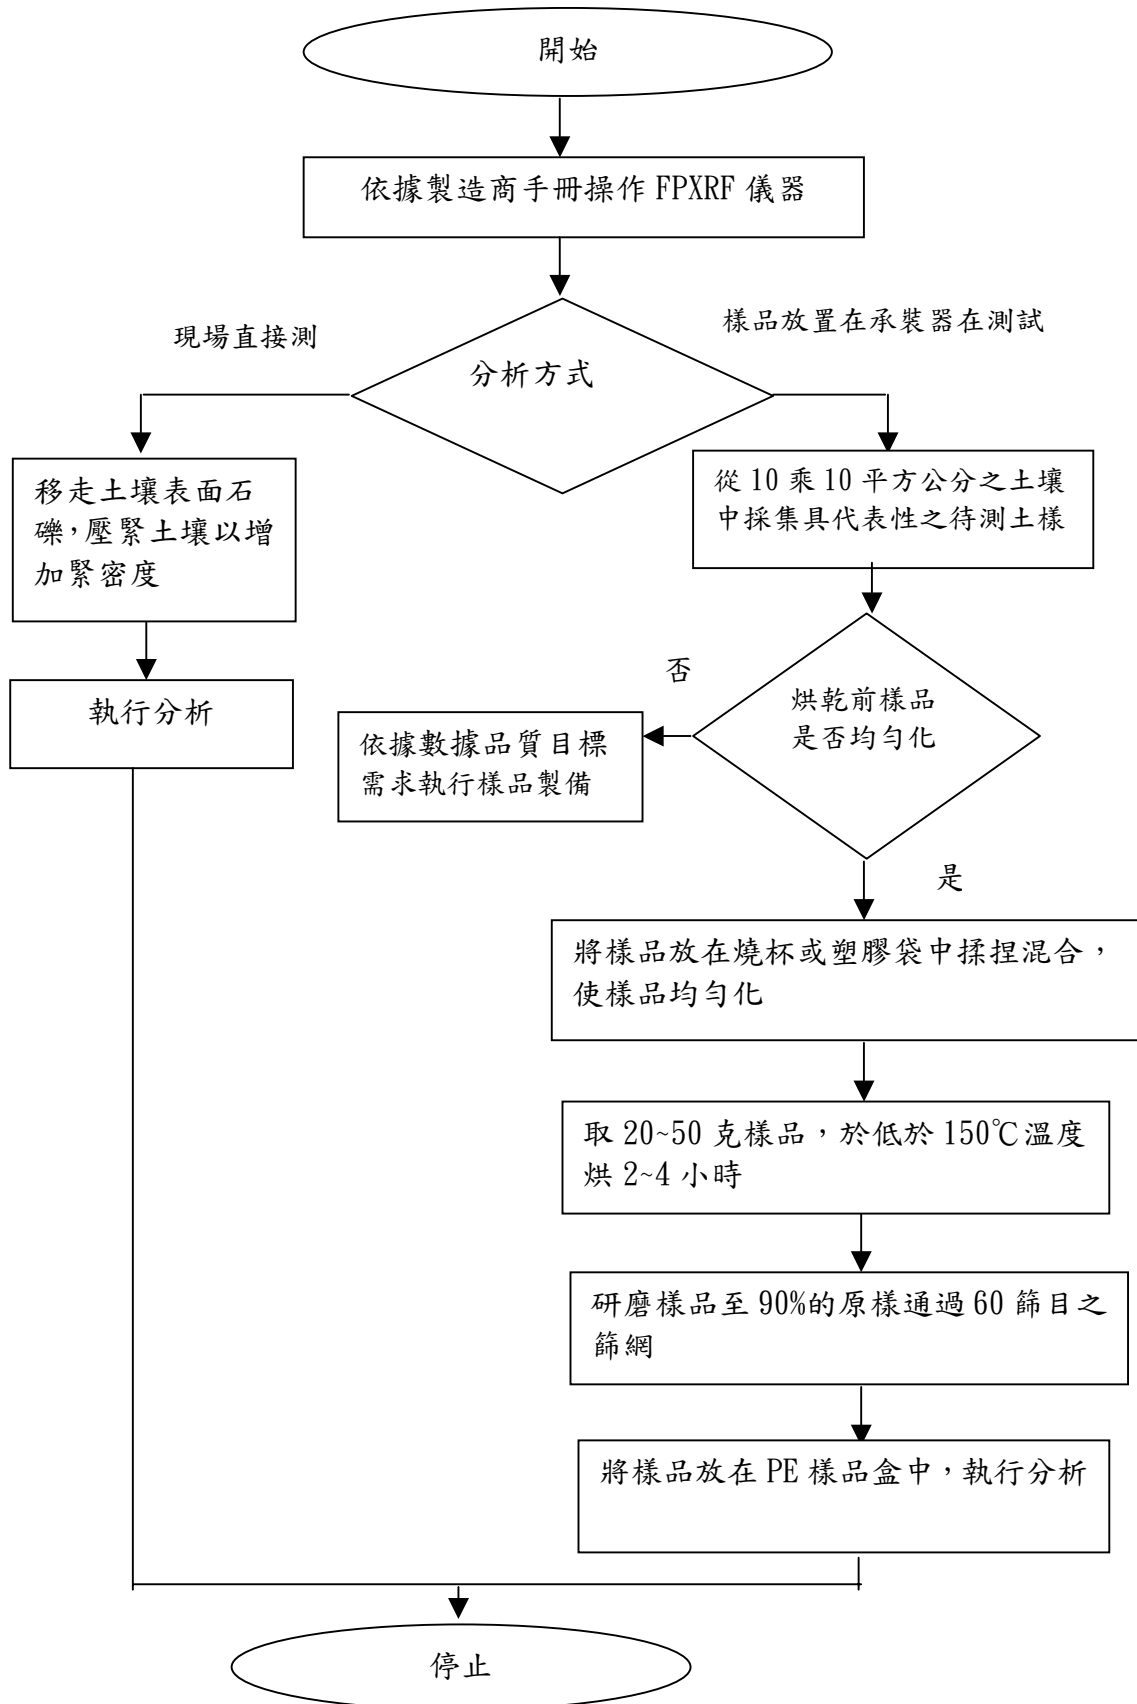 開始
依據製造商手冊操作 FPXRF 儀器
現場直接測
樣品放置在承裝器在測試
分析方式
移走土壤表面石
礫，壓緊土壤以增
加緊密度
從 10 乘 10 平方公分之土壤
中採集具代表性之待測土樣
執行分析
否
烘乾前樣品
是否均勻化
依據數據品質目標
需求執行樣品製備
是
將樣品放在燒杯或塑膠袋中揉捏混合，
使樣品均勻化
取 20~50 克樣品，於低於 150℃溫度
烘 2~4 小時
研磨樣品至 90%的原樣通過 60 篩目之
篩網
將樣品放在 PE 樣品盒中，執行分析
停止